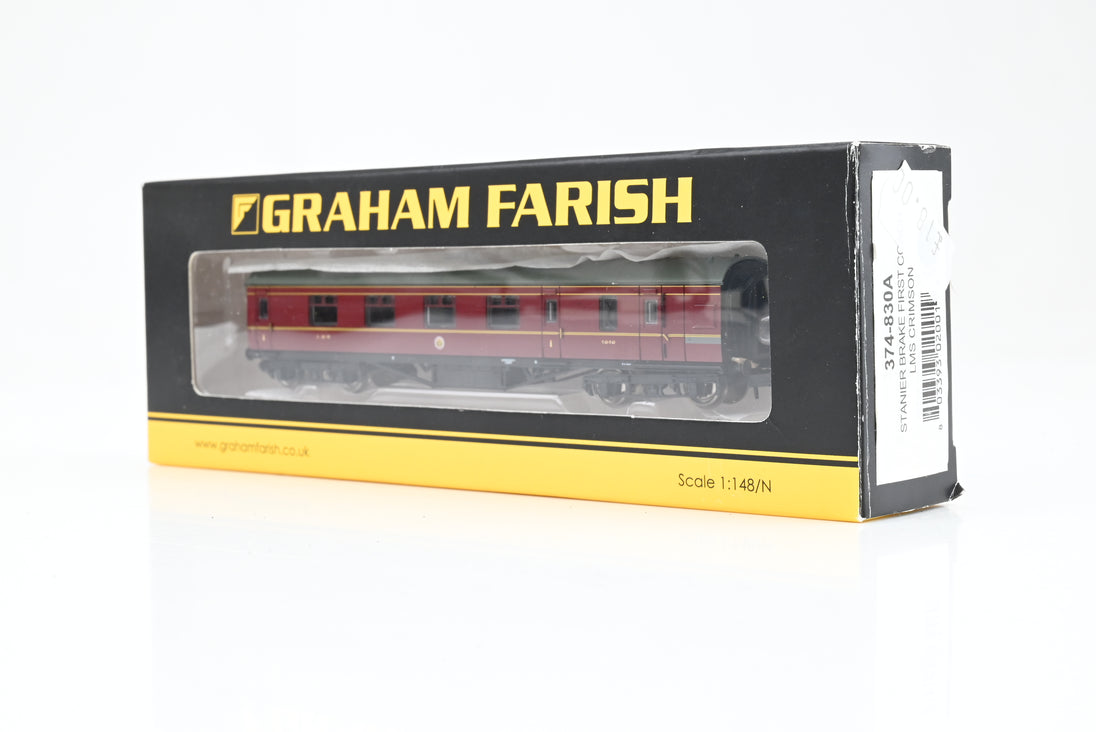 GRAHAM FARISH
www.grahamfarish.co.uk
Scale 1:148/N
374-830A
STANIER BRAKE FIRST
LMS CRIMSON